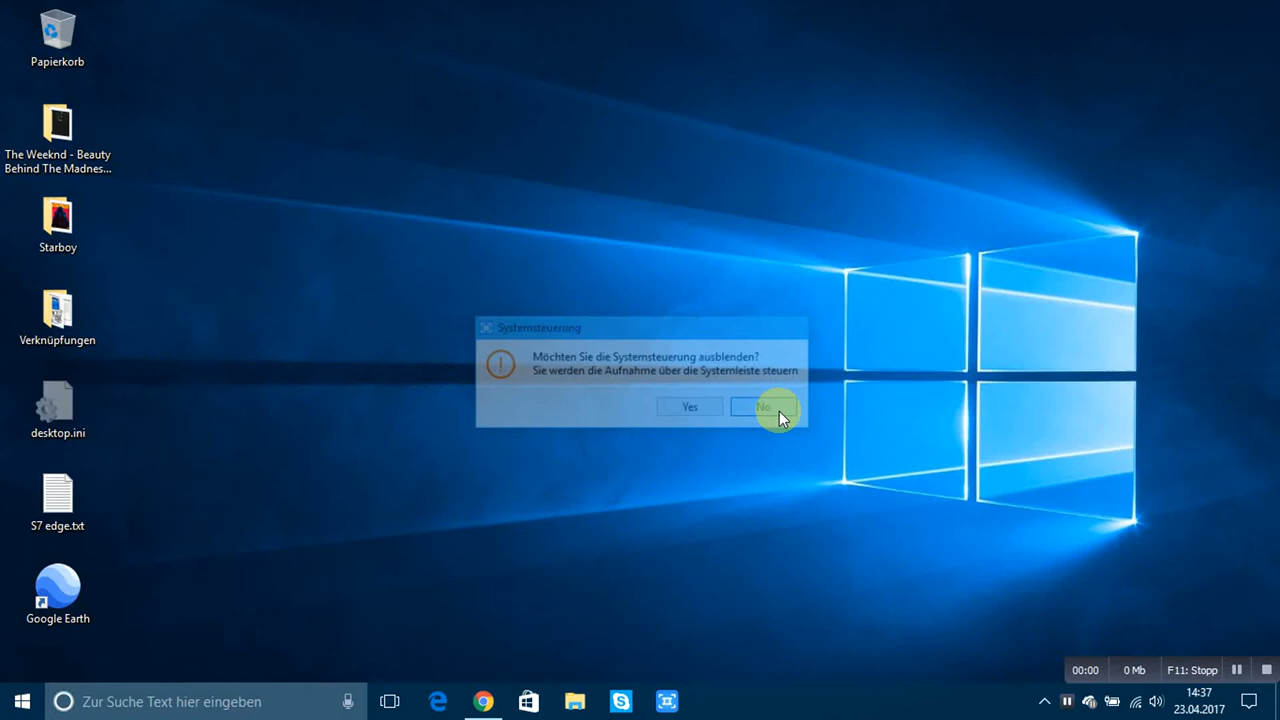 Papierkorb
The Weeknd - Beauty
Behind The Madnes...
Starboy
Verknüpfungen
desktop.ini
S7 edge.txt
Google Earth
Systemsteuerung
Möchten Sie die Systemsteuerung ausblenden?
Sie werden die Aufnahme über die Systemleiste steuern
Yes
No
00:00
0 Mb
F11: Stopp
Zur Suche Text hier eingeben
14:37
23.04.2017